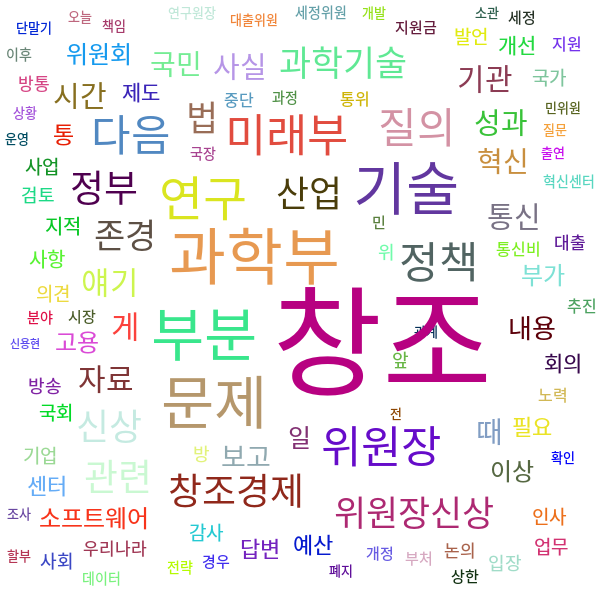 오늘 연구원장 세정위원 개발 소관
단말기 책임 대출위원 지원금 세정
이후 위원회 국민 사실 과학기술 발언 개선 지원
방통 기관 국가
시간 제도 중단 과정 통위 민위원
상황 법 질의 성과 질문
운영 통 다음 미래부
국장 혁신 출연
사업 정부 기술 혁신센터
검토 연구 산업
지적 존경 민 통신
과학부 위 정책 통신비 대출
사항 얘기 부가
의견 추진
분야 시장 게 부분 창조 내용
신용현 고용 앞 회의
방송 자료 문제 노력
국회 신상 전 때 필요
기업 방 보고 일 위원장 확인
센터 관련 이상
창조경제
조사 소프트웨어 위원장신상 인사
감사
할부 사회 우리나라 답변 예산 개정 논의 업무
전략 경우 부처 입장
데이터 폐지 상한